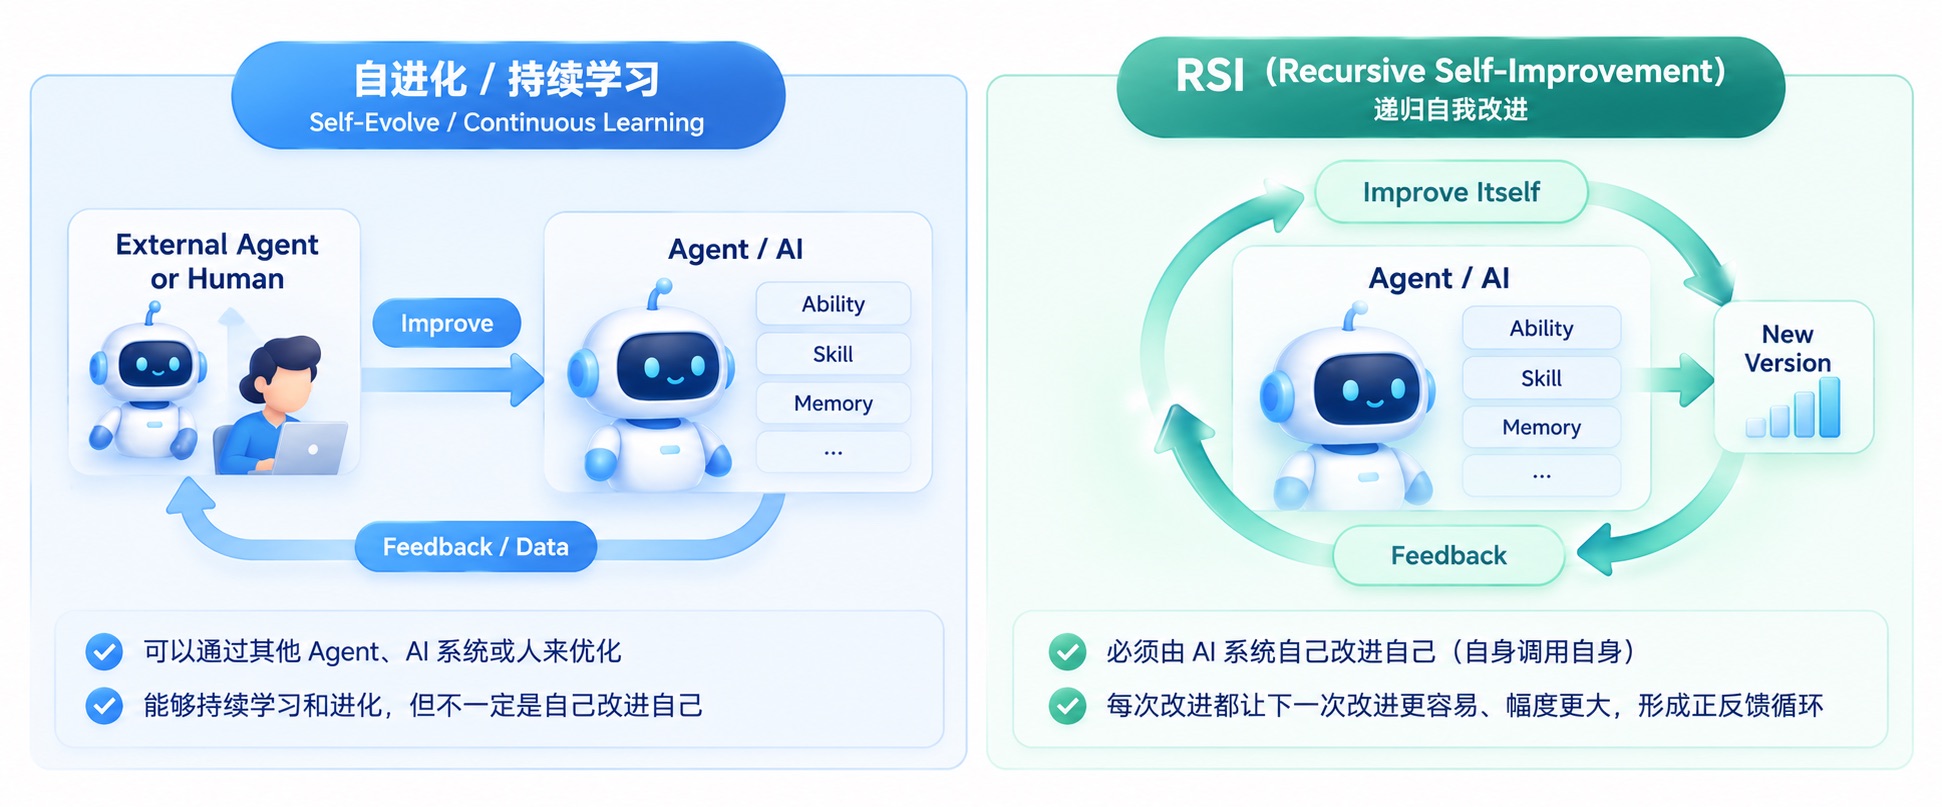 自进化 / 持续学习
Self-Evolve / Continuous Learning
External Agent
or Human
Improve
Agent / AI
Ability
Skill
Memory
...
Feedback / Data
可以通过其他 Agent、AI 系统或人来优化
能够持续学习和进化，但不一定是自己改进自己
RSI（Recursive Self-Improvement）
递归自我改进
Improve Itself
Agent / AI
Ability
Skill
Memory
...
New
Version
Feedback
必须由 AI 系统自己改进自己（自身调用自身）
每次改进都让下一次改进更容易、幅度更大，形成正反馈循环